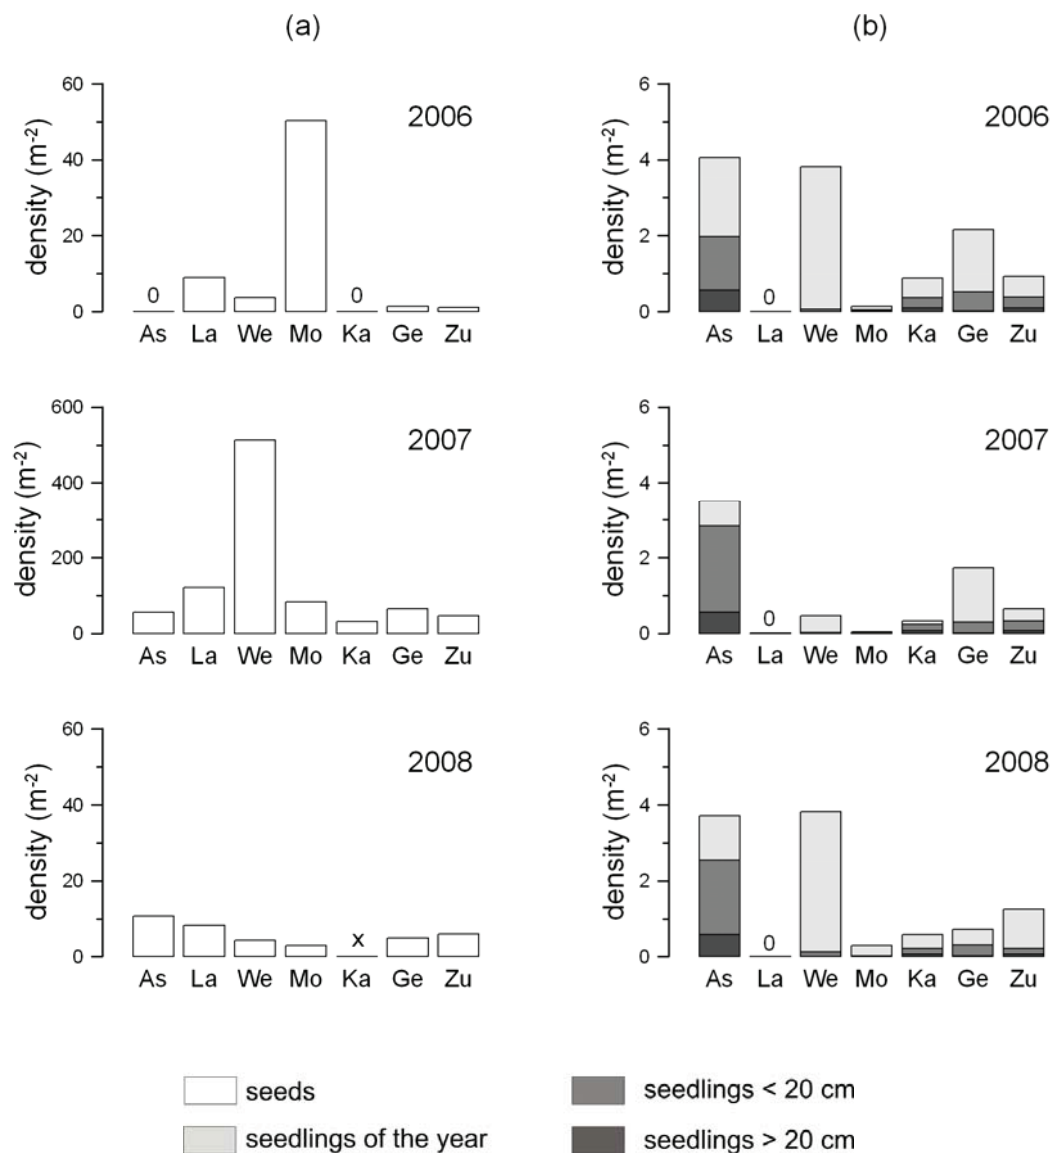 (a) (b)
60 6
2006 2006
40 4
density (m-2) density (m-2)
20 2
0 0 0 0 0
As La We Mo Ka Ge Zu As La We Mo Ka Ge Zu
600 6
2007 2007
400 4
density (m-2) density (m-2)
200 2
0 0 0
As La We Mo Ka Ge Zu As La We Mo Ka Ge Zu
60 6
2008 2008
40 4
density (m-2) density (m-2)
20 2
x 0
0 0
As La We Mo Ka Ge Zu As La We Mo Ka Ge Zu
seeds seedlings < 20 cm
seedlings of the year seedlings > 20 cm